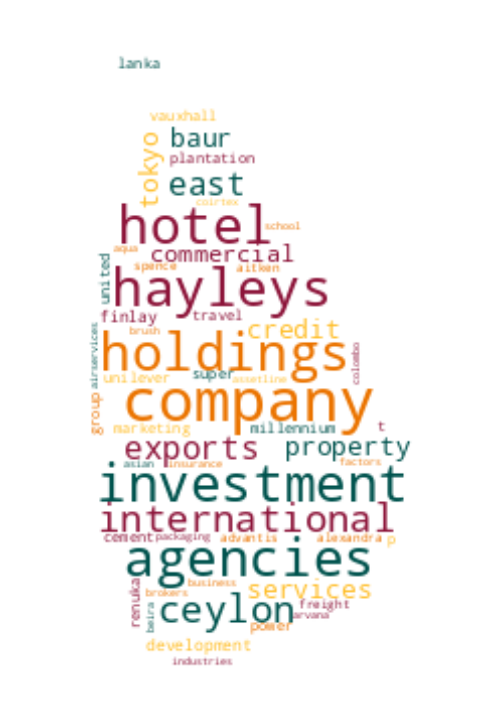 lanka
vauxhall
tokyo
baur
plantation
east
coirtex
hotel
school
aqua
commercial
spence
aitken
united
hayleys
finlay
travel
brush
credit
airservices
holdings
colombo
unilever
super
assetline
company
group
marketing
millennium
t
exports
property
asian
insurance
factors
investment
international
cement
packaging
advantis
alexandra
p
agencies
business
renuka
brokers
services
beira
ceylon
freight
arvana
power
development
industries